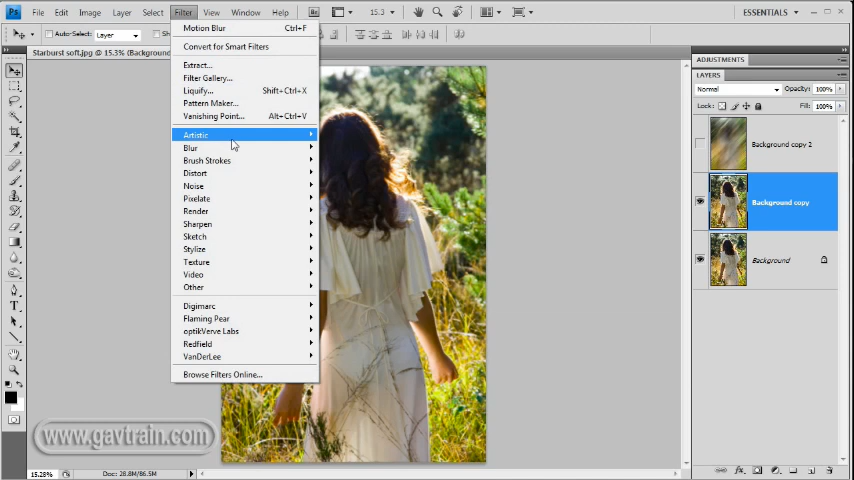 Ps File Edit Image Layer Select Filter View Window Help Br 15.3 ESSENTIALS
Auto-Select: Layer
Starburst soft.jpg @ 15.3% (Backgroun
Motion Blur Ctrl+F
Convert for Smart Filters
Extract...
Filter Gallery...
Liquify... Shift+Ctrl+X
Pattern Maker...
Vanishing Point... Alt+Ctrl+V
Artistic
Blur
Brush Strokes
Distort
Noise
Pixelate
Render
Sharpen
Sketch
Stylize
Texture
Video
Other
Digimarc
Flaming Pear
optikVerve Labs
Redfield
VanDerLee
Browse Filters Online...
ADJUSTMENTS
LAYERS
Normal Opacity: 100%
Lock: Fill: 100%
Background copy 2
Background copy
Background
www.gavtrain.com
15.28% Doc: 28.8M/86.5M